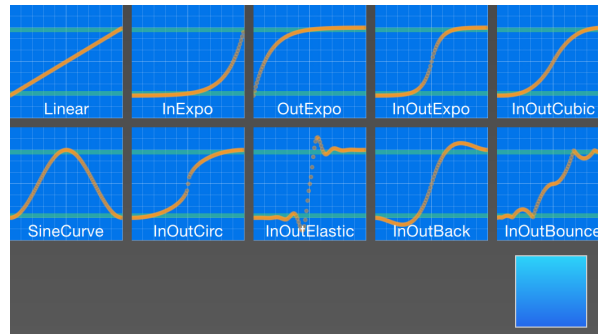 Linear
InExpo
OutExpo
InOutExpo
InOutCubic
SineCurve
InOutCirc
InOutElastic
InOutBack
InOutBounce